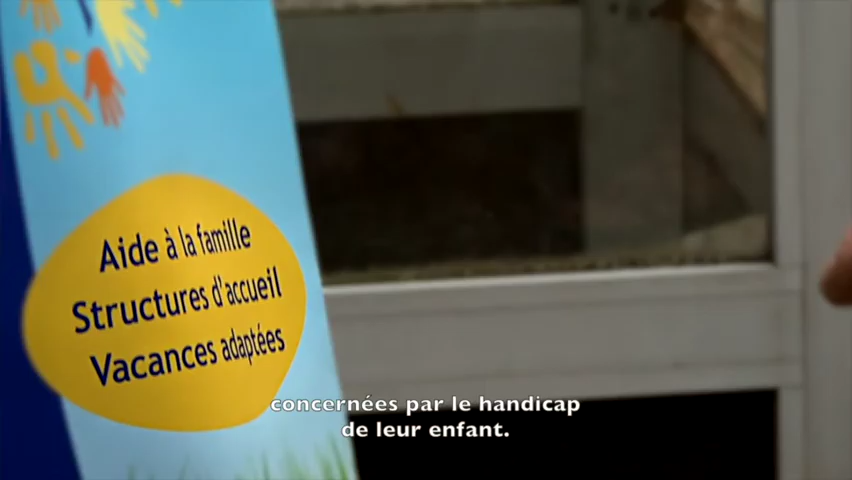 Aide à la famille
Structures d'accueil
Vacances adaptées
concernées par le handicap
de leur enfant.